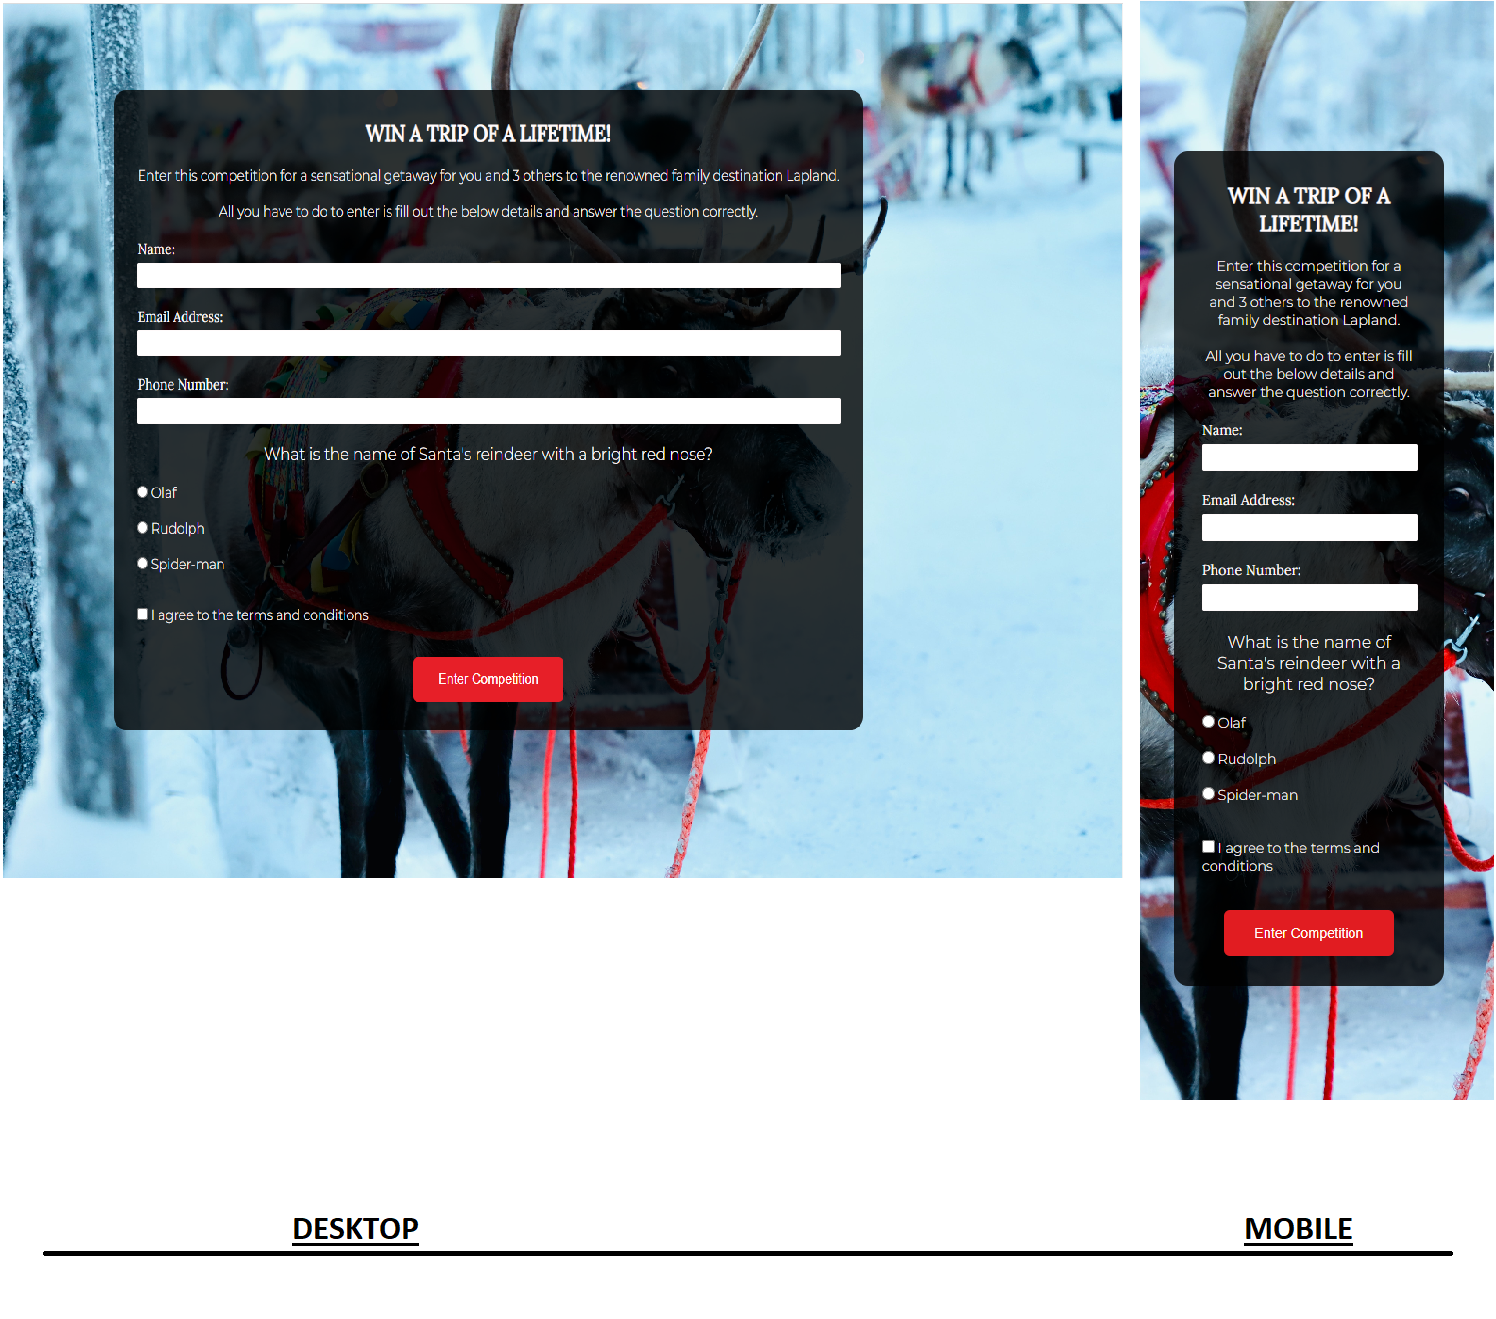 WIN A TRIP OF A LIFETIME!
Enter this competition for a sensational getaway for you and 3 others to the renowned family destination Lapland.
All you have to do to enter is fill out the below details and answer the question correctly.
Name:
Email Address:
Phone Number:
What is the name of Santa's reindeer with a bright red nose?
Olaf
Rudolph
Spider-man
I agree to the terms and conditions
Enter Competition
WIN A TRIP OF A
LIFETIME!
Enter this competition for a
sensational getaway for you
and 3 others to the renowned
family destination Lapland.
All you have to do to enter is fill
out the below details and
answer the question correctly.
Name:
Email Address:
Phone Number:
What is the name of
Santa's reindeer with a
bright red nose?
Olaf
Rudolph
Spider-man
I agree to the terms and
conditions
Enter Competition
DESKTOP
MOBILE